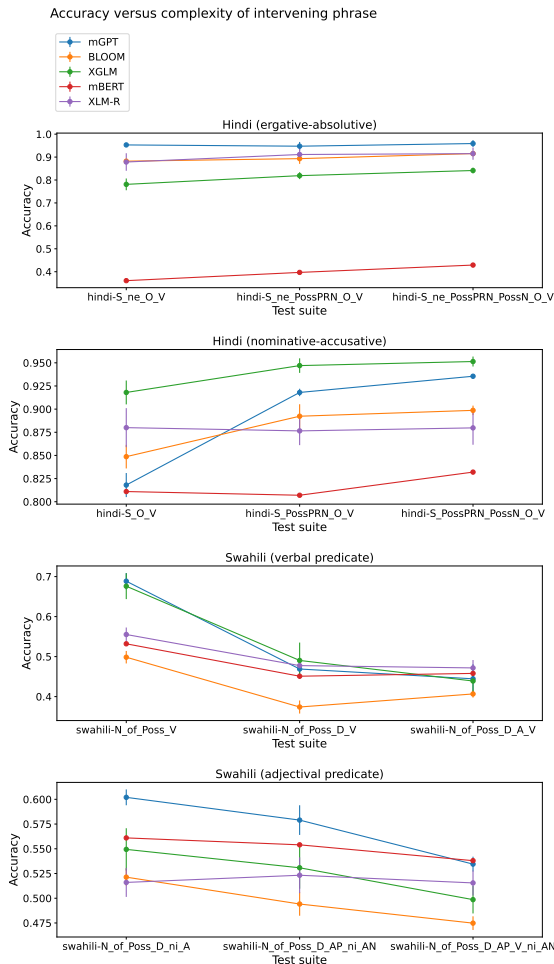 Accuracy versus complexity of intervening phrase
mGPT
BLOOM
XGLM
mBERT
XLM-R
Hindi (ergative-absolutive)
1.0
0.9
0.8
0.7
0.6
0.5
0.4
Accuracy
hindi-S_ne_O_V
hindi-S_ne_PossPRN_O_V
hindi-S_ne_PossPRN_PossN_O_V
Test suite
Hindi (nominative-accusative)
0.950
0.925
0.900
0.875
0.850
0.825
0.800
Accuracy
hindi-S_O_V
hindi-S_PossPRN_O_V
hindi-S_PossPRN_PossN_O_V
Test suite
Swahili (verbal predicate)
0.7
0.6
0.5
0.4
Accuracy
swahili-N_of_Poss_V
swahili-N_of_Poss_D_V
swahili-N_of_Poss_D_A_V
Test suite
Swahili (adjectival predicate)
0.600
0.575
0.550
0.525
0.500
0.475
Accuracy
swahili-N_of_Poss_D_ni_A
swahili-N_of_Poss_D_AP_ni_AN
swahili-N_of_Poss_D_AP_V_ni_AN
Test suite